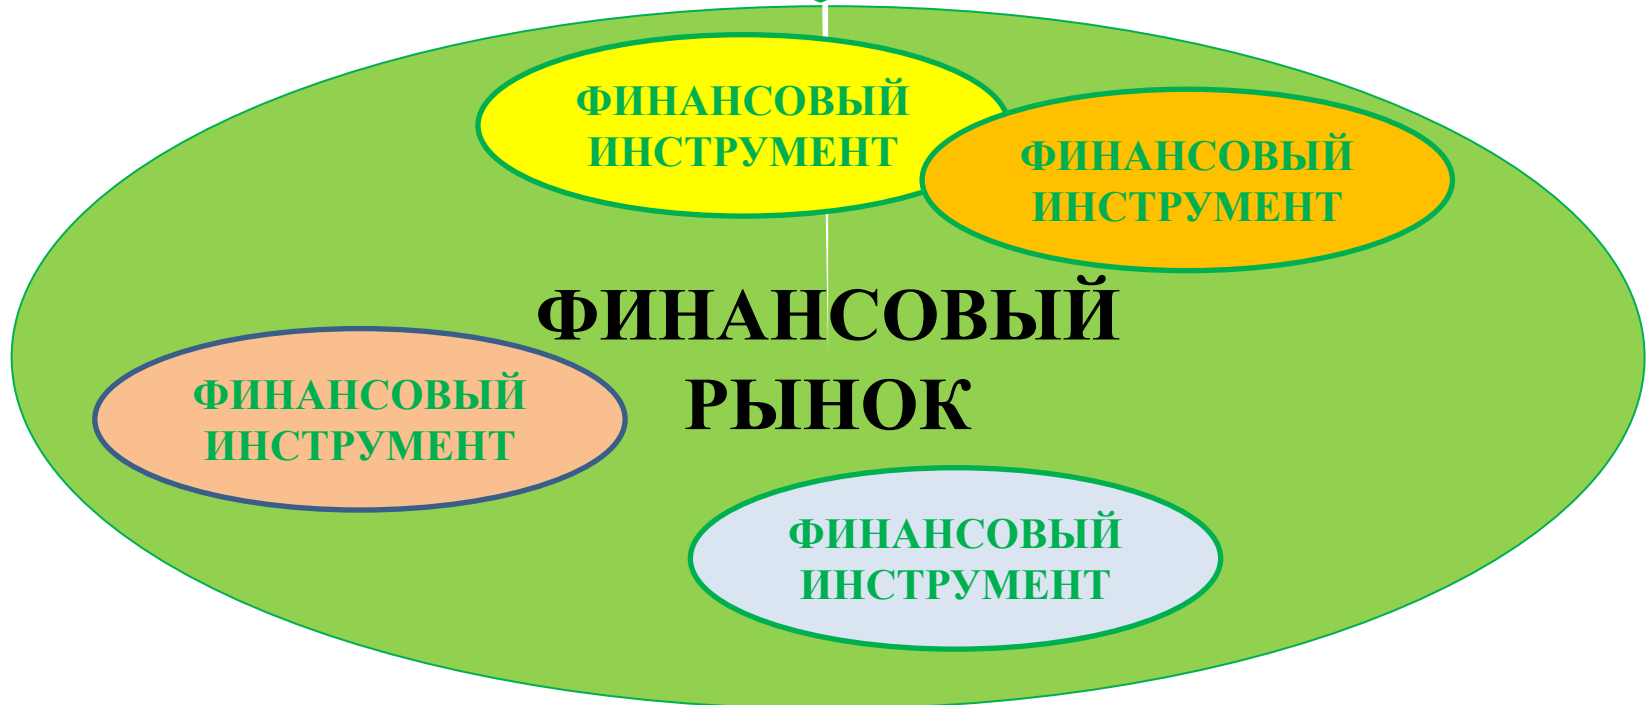 ФИНАНСОВЫЙ
ИНСТРУМЕНТ
ФИНАНСОВЫЙ
ИНСТРУМЕНТ
ФИНАНСОВЫЙ
РЫНОК
ФИНАНСОВЫЙ
ИНСТРУМЕНТ
ФИНАНСОВЫЙ
ИНСТРУМЕНТ